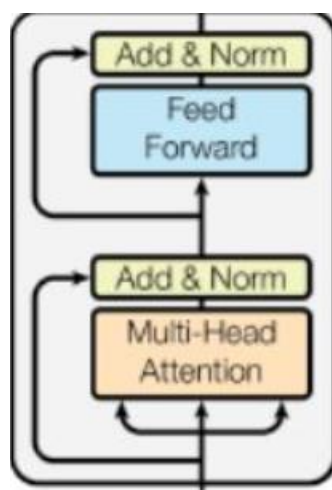 Add & Norm
Feed
Forward
Add & Norm
Multi-Head
Attention